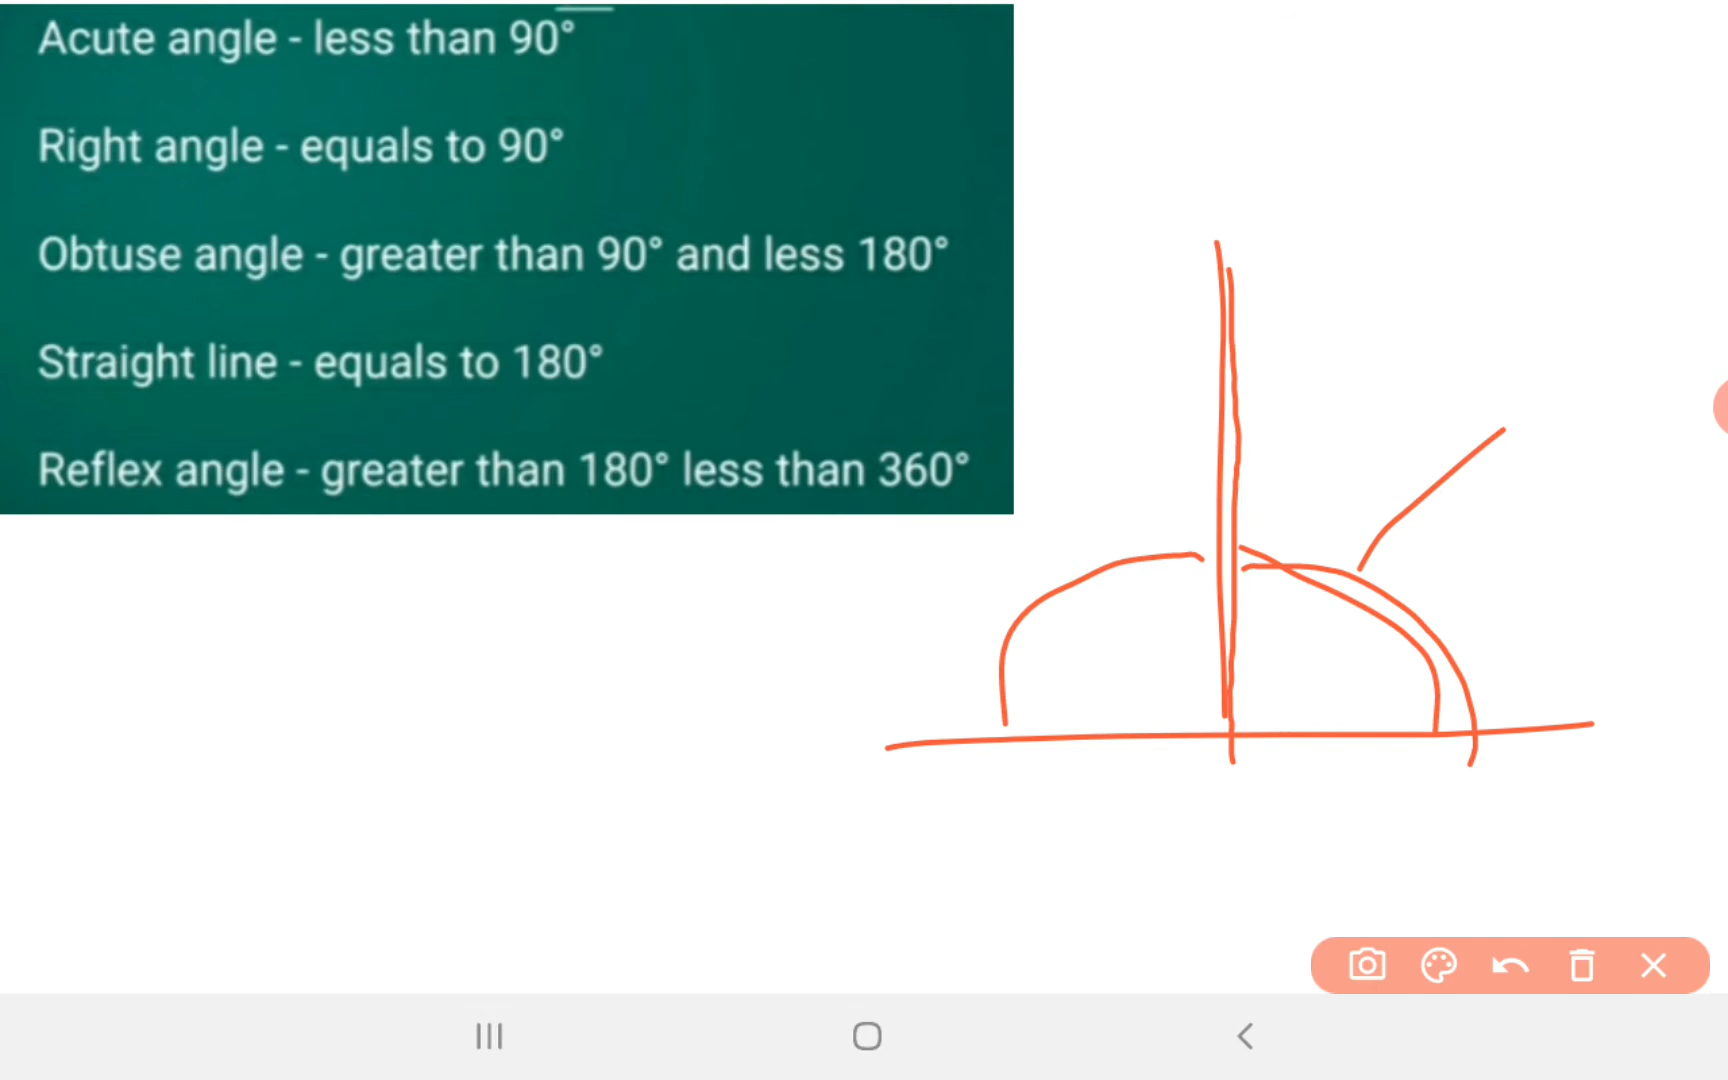 Acute angle - less than 90°
Right angle - equals to 90°
Obtuse angle - greater than 90° and less 180°
Straight line - equals to 180°
Reflex angle - greater than 180° less than 360°